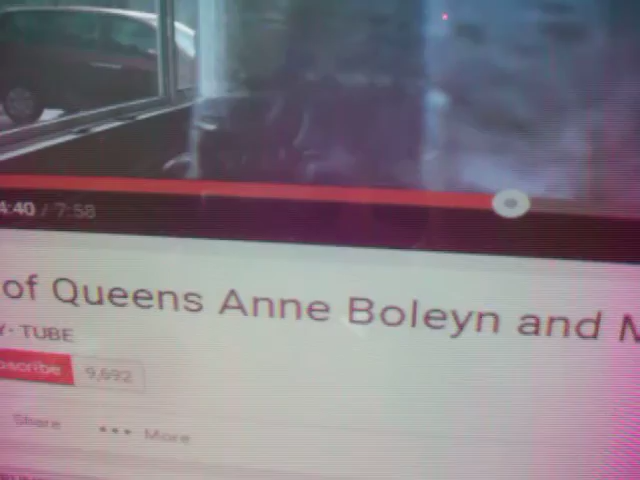 4:40 / 7:58
of Queens Anne Boleyn and M
Y-TUBE
bscribe 9,692
Share ••• More